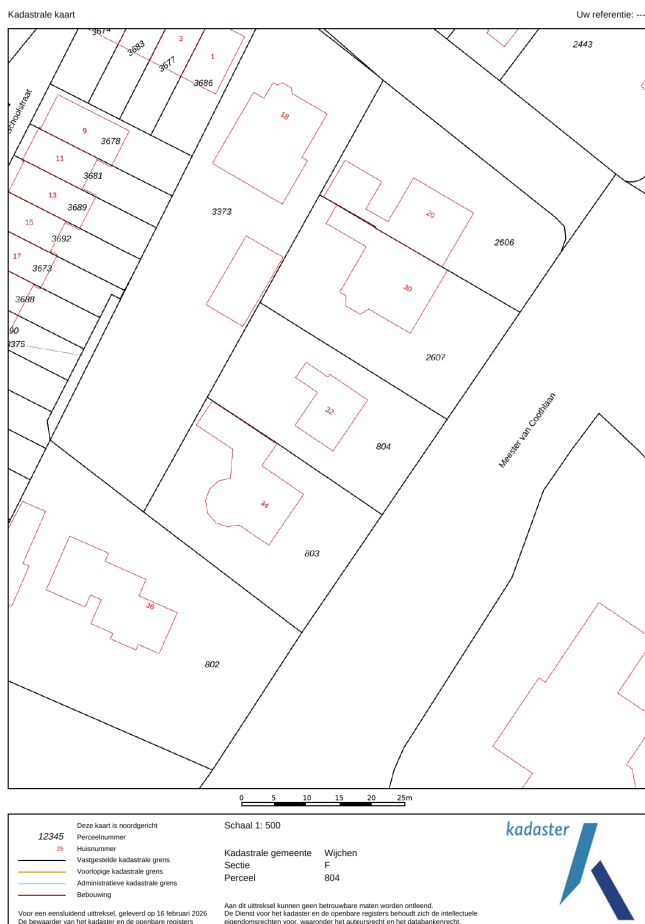 Kadastrale kaart
Uw referentie: ---
3674
3683
3
3677
1
3686
2443
Schoolstraat
18
9
3678
11
3681
13
3689
3373
20
15
3692
2606
17
3673
30
3688
90
3375
2607
32
804
Meester van Coothlaan
34
803
36
802
0 5 10 15 20 25m
Deze kaart is noordgericht
12345 Perceelnummer
25 Huisnummer
Vastgestelde kadastrale grens
Voorlopige kadastrale grens
Administratieve kadastrale grens
Bebouwing
Voor een eensluidend uittreksel, geleverd op 16 februari 2026
De bewaarder van het kadaster en de openbare registers
Schaal 1: 500
Kadastrale gemeente Wijchen
Sectie F
Perceel 804
Aan dit uittreksel kunnen geen betrouwbare maten worden ontleend.
De Dienst voor het kadaster en de openbare registers behoudt zich de intellectuele
eigendomsrechten voor, waaronder het auteursrecht en het databankenrecht.
kadaster